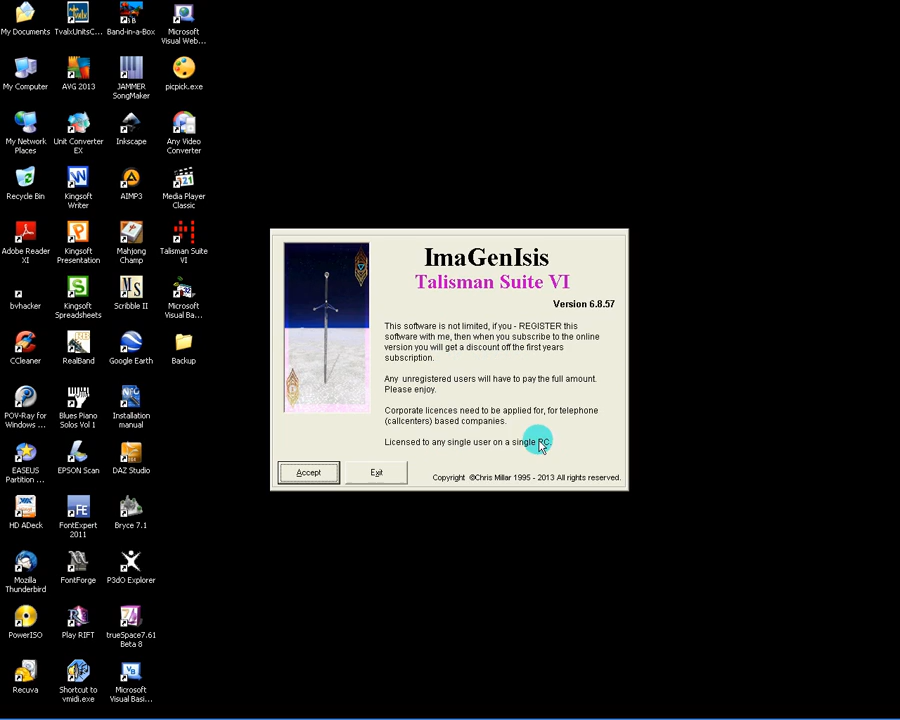 My Documents
TvalxUnitsC...
Band-in-a-Box
Microsoft
Visual Web...
My Computer
AVG 2013
JAMMER
SongMaker
picpick.exe
My Network
Places
Unit Converter
EX
Inkscape
Any Video
Converter
Recycle Bin
Kingsoft
Writer
AIMP3
Media Player
Classic
Adobe Reader
XI
Kingsoft
Presentation
Mahjong
Champ
Talisman Suite
VI
bvhacker
Kingsoft
Spreadsheets
Scribble II
Microsoft
Visual Ba...
CCleaner
RealBand
Google Earth
Backup
POV-Ray for
Windows ...
Blues Piano
Solos Vol 1
Installation
manual
EASEUS
Partition ...
EPSON Scan
DAZ Studio
HD ADeck
FontExpert
2011
Bryce 7.1
Mozilla
Thunderbird
FontForge
P3dO Explorer
PowerISO
Play RIFT
trueSpace7.61
Beta 8
Recuva
Shortcut to
vmidi.exe
Microsoft
Visual Basi...
ImaGenIsis
Talisman Suite VI
Version 6.8.57
This software is not limited, if you - REGISTER this
software with me, then when you subscribe to the online
version you will get a discount off the first years
subscription.
Any unregistered users will have to pay the full amount.
Please enjoy.
Corporate licences need to be applied for, for telephone
(callcenters) based companies.
Licensed to any single user on a single PC.
Accept
Exit
Copyright ©Chris Millar 1995 - 2013 All rights reserved.